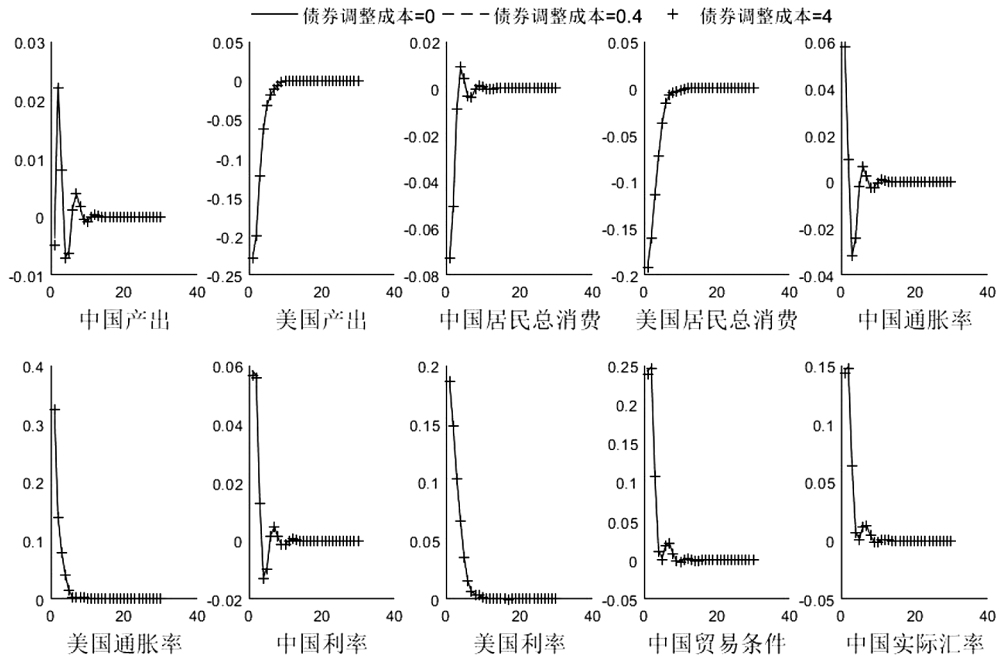 债券调整成本=0 债券调整成本=0.4 + 债券调整成本=4
0.03 0.05 0.02 0.05 0.06
0.02 0 0 0 0.04
-0.05 -0.02 -0.05 0.02
0.01 -0.1 -0.04 -0.1 0
0 -0.15 -0.06 -0.15 -0.02
-0.2
-0.01 -0.25 -0.08 -0.2 -0.04
0 20 40 0 20 40 0 20 40 0 20 40 0 20 40
中国产出 美国产出 中国居民总消费 美国居民总消费 中国通胀率
0.4 0.06 0.2 0.25 0.15
0.3 0.04 0.15 0.2 0.1
0.15
0.2 0.02 0.1 0.1 0.05
0.1 0 0.05 0.05 0
0
0 -0.02 0 -0.05 -0.05
0 20 40 0 20 40 0 20 40 0 20 40 0 20 40
美国通胀率 中国利率 美国利率 中国贸易条件 中国实际汇率